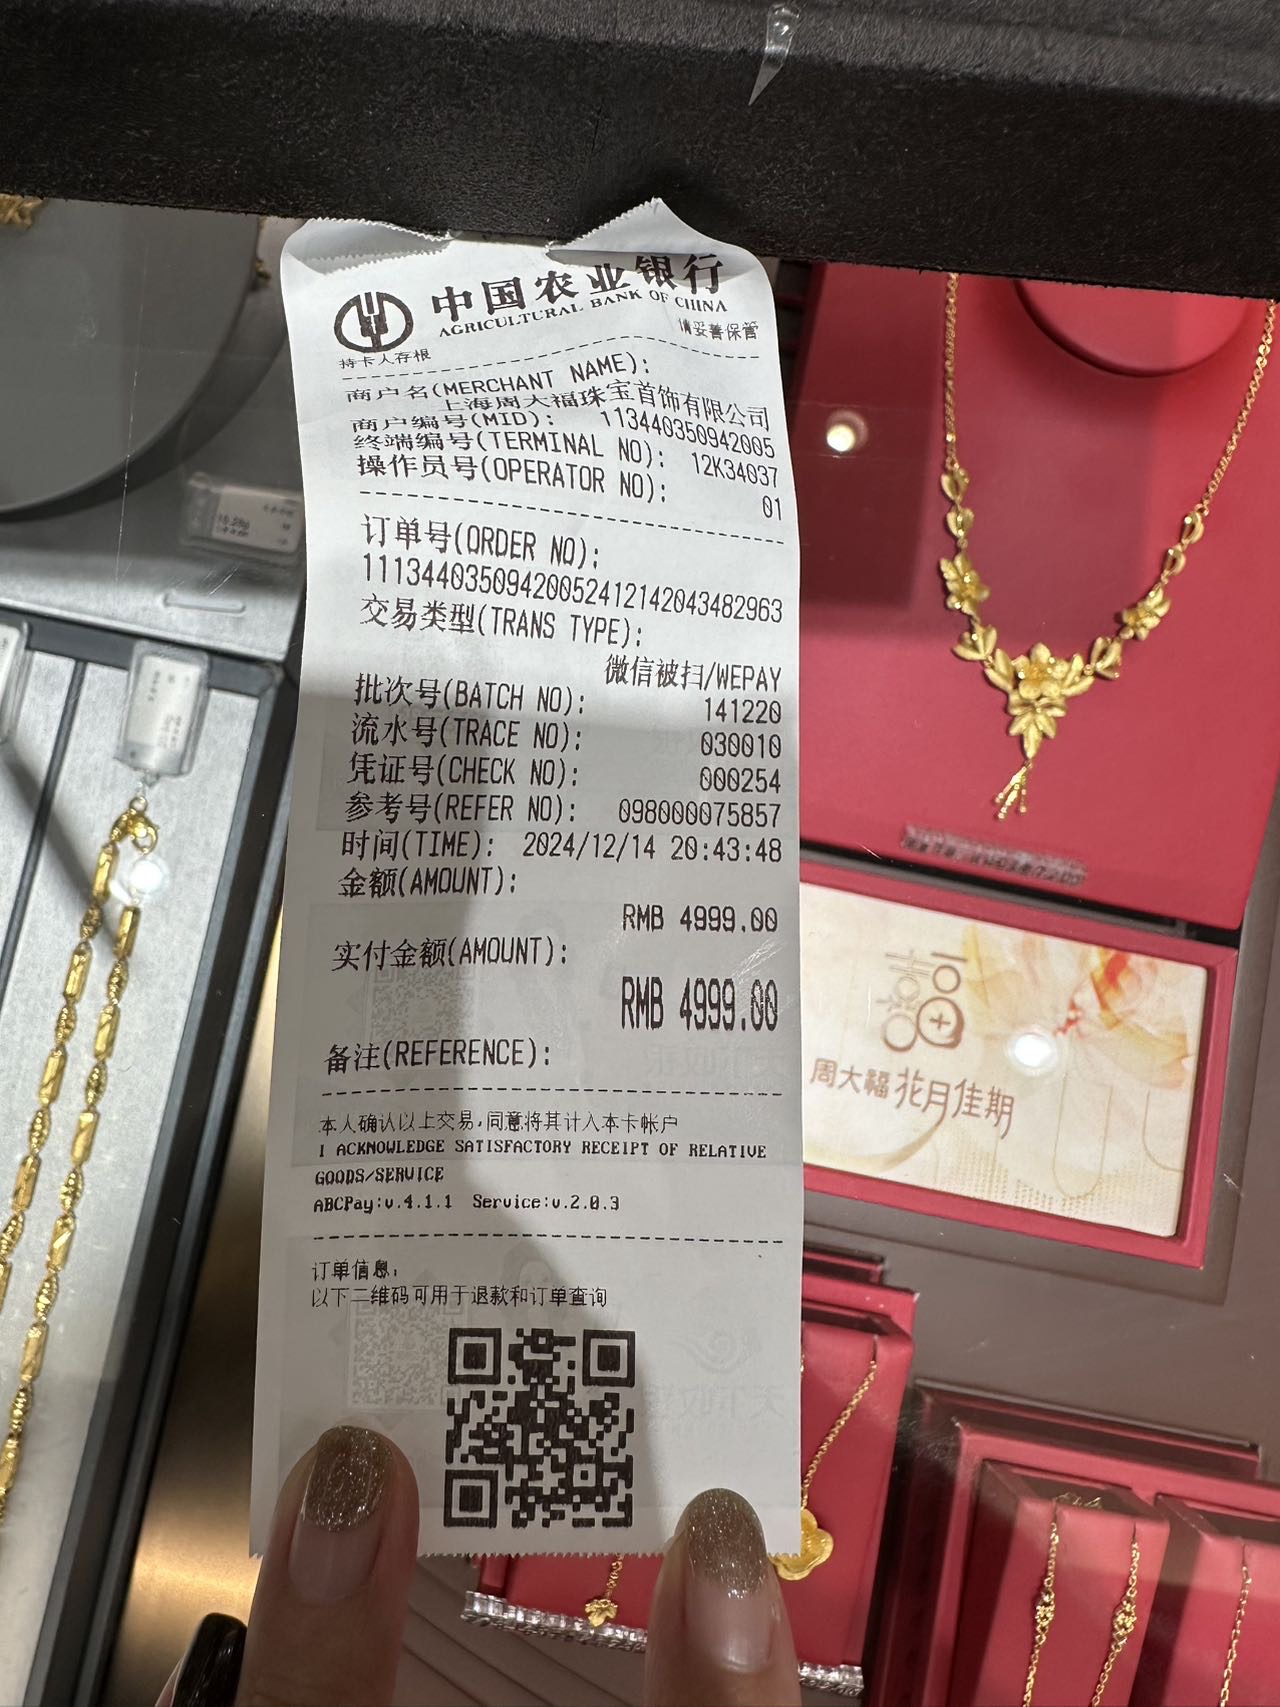 中国农业银行
AGRICULTURAL BANK OF CHINA
持卡人存根
请妥善保管
商户名(MERCHANT NAME):
上海周大福珠宝首饰有限公司
商户编号(MID): 113440350942005
终端编号(TERMINAL NO): 12K34037
操作员号(OPERATOR NO): 01
订单号(ORDER NO):
11134403509420052412142043482963
交易类型(TRANS TYPE):
微信被扫/WEPAY
批次号(BATCH NO): 141220
流水号(TRACE NO): 030010
凭证号(CHECK NO): 000254
参考号(REFER NO): 098000075857
时间(TIME): 2024/12/14 20:43:48
金额(AMOUNT):
RMB 4999.00
实付金额(AMOUNT):
RMB 4999.00
备注(REFERENCE):
本人确认以上交易,同意将其计入本卡帐户
I ACKNOWLEDGE SATISFACTORY RECEIPT OF RELATIVE
GOODS/SERVICE
ABCPay:v.4.1.1 Service:v.2.0.3
订单信息:
以下二维码可用于退款和订单查询
周大福 花月佳期